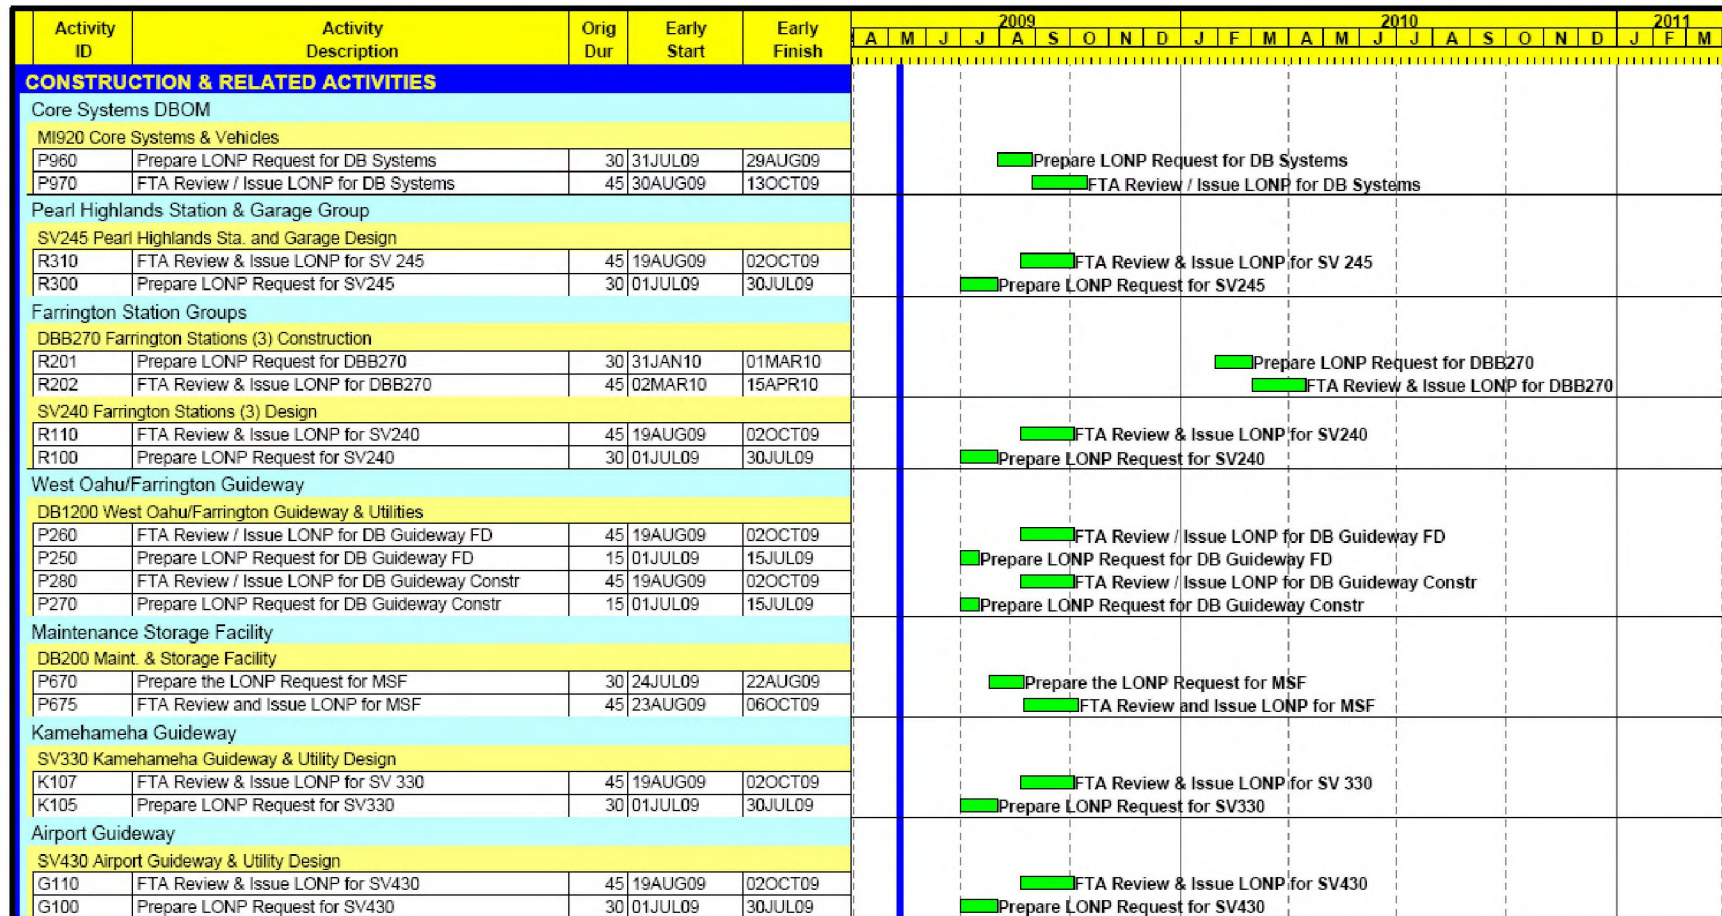 Activity ID Activity Description Orig Dur Early Start Early Finish 2009 2010 2011
A M J J A S O N D J F M A M J J A S O N D J F M
CONSTRUCTION & RELATED ACTIVITIES
Core Systems DBOM
MI920 Core Systems & Vehicles
P960 Prepare LONP Request for DB Systems 30 31JUL09 29AUG09 Prepare LONP Request for DB Systems
P970 FTA Review / Issue LONP for DB Systems 45 30AUG09 13OCT09 FTA Review / Issue LONP for DB Systems
Pearl Highlands Station & Garage Group
SV245 Pearl Highlands Sta. and Garage Design
R310 FTA Review & Issue LONP for SV 245 45 19AUG09 02OCT09 FTA Review & Issue LONP for SV 245
R300 Prepare LONP Request for SV245 30 01JUL09 30JUL09 Prepare LONP Request for SV245
Farrington Station Groups
DBB270 Farrington Stations (3) Construction
R201 Prepare LONP Request for DBB270 30 31JAN10 01MAR10 Prepare LONP Request for DBB270
R202 FTA Review & Issue LONP for DBB270 45 02MAR10 15APR10 FTA Review & Issue LONP for DBB270
SV240 Farrington Stations (3) Design
R110 FTA Review & Issue LONP for SV240 45 19AUG09 02OCT09 FTA Review & Issue LONP for SV240
R100 Prepare LONP Request for SV240 30 01JUL09 30JUL09 Prepare LONP Request for SV240
West Oahu/Farrington Guideway
DB1200 West Oahu/Farrington Guideway & Utilities
P260 FTA Review / Issue LONP for DB Guideway FD 45 19AUG09 02OCT09 FTA Review / Issue LONP for DB Guideway FD
P250 Prepare LONP Request for DB Guideway FD 15 01JUL09 15JUL09 Prepare LONP Request for DB Guideway FD
P280 FTA Review / Issue LONP for DB Guideway Constr 45 19AUG09 02OCT09 FTA Review / Issue LONP for DB Guideway Constr
P270 Prepare LONP Request for DB Guideway Constr 15 01JUL09 15JUL09 Prepare LONP Request for DB Guideway Constr
Maintenance Storage Facility
DB200 Maint. & Storage Facility
P670 Prepare the LONP Request for MSF 30 24JUL09 22AUG09 Prepare the LONP Request for MSF
P675 FTA Review and Issue LONP for MSF 45 23AUG09 06OCT09 FTA Review and Issue LONP for MSF
Kamehameha Guideway
SV330 Kamehameha Guideway & Utility Design
K107 FTA Review & Issue LONP for SV 330 45 19AUG09 02OCT09 FTA Review & Issue LONP for SV 330
K105 Prepare LONP Request for SV330 30 01JUL09 30JUL09 Prepare LONP Request for SV330
Airport Guideway
SV430 Airport Guideway & Utility Design
G110 FTA Review & Issue LONP for SV430 45 19AUG09 02OCT09 FTA Review & Issue LONP for SV430
G100 Prepare LONP Request for SV430 30 01JUL09 30JUL09 Prepare LONP Request for SV430